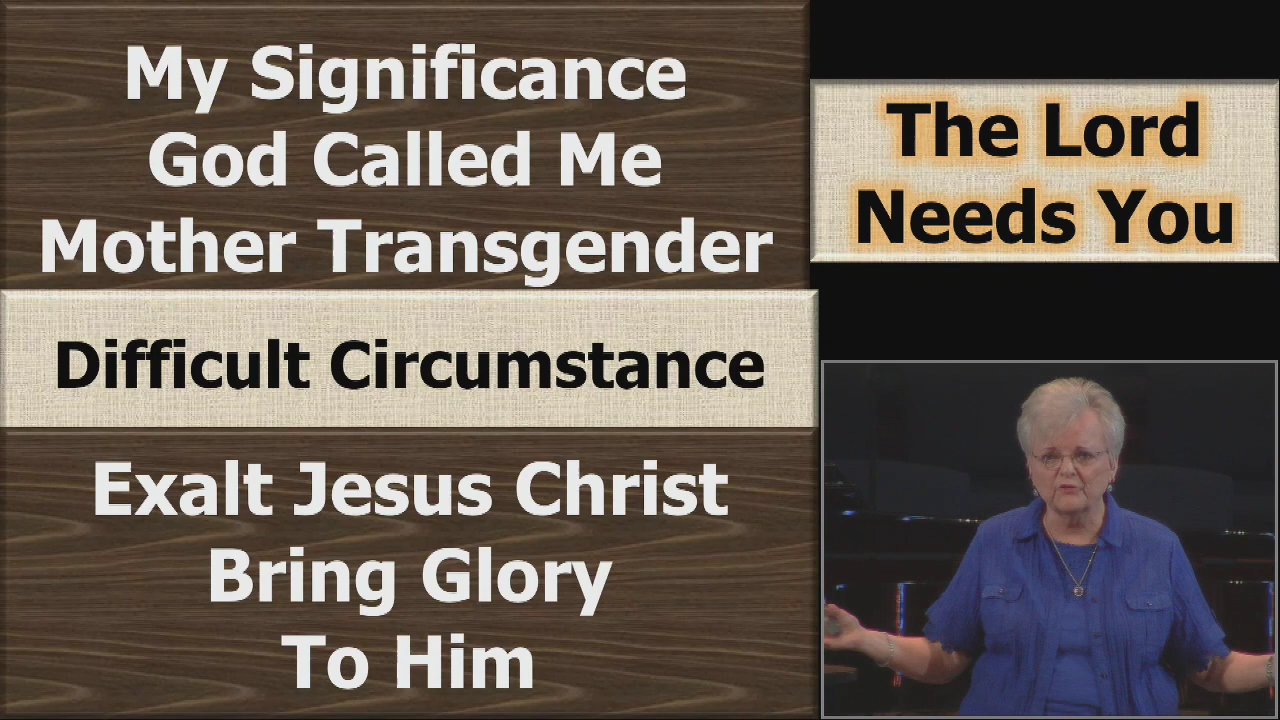 My Significance
God Called Me
Mother Transgender
Difficult Circumstance
Exalt Jesus Christ
Bring Glory
To Him
The Lord
Needs You